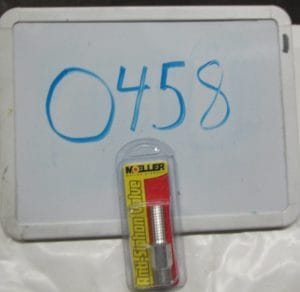 0458
MOELLER
Anti-Siphon Valve